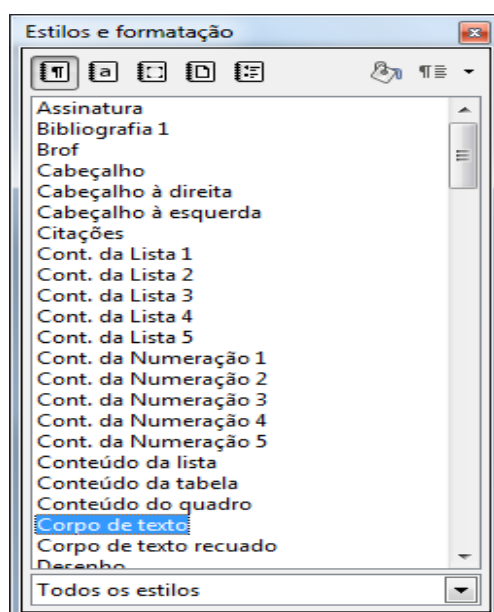 Estilos e formatação
Assinatura
Bibliografia 1
Brof
Cabeçalho
Cabeçalho à direita
Cabeçalho à esquerda
Citações
Cont. da Lista 1
Cont. da Lista 2
Cont. da Lista 3
Cont. da Lista 4
Cont. da Lista 5
Cont. da Numeração 1
Cont. da Numeração 2
Cont. da Numeração 3
Cont. da Numeração 4
Cont. da Numeração 5
Conteúdo da lista
Conteúdo da tabela
Conteúdo do quadro
Corpo de texto
Corpo de texto recuado
Desenho
Todos os estilos